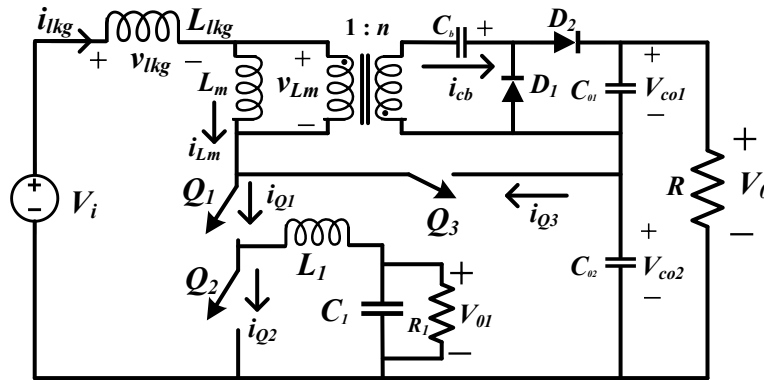 1 : n
i_lkg
L_lkg
C_b
+
D_2
+
v_lkg
−
L_m
+
v_Lm
−
i_cb
D_1
C_01
+
V_co1
−
i_Lm
Q_1
i_Q1
Q_3
i_Q3
+
−
V_i
R
+
V_0
−
Q_2
i_Q2
L_1
C_1
R_1
+
V_01
−
C_02
+
V_co2
−